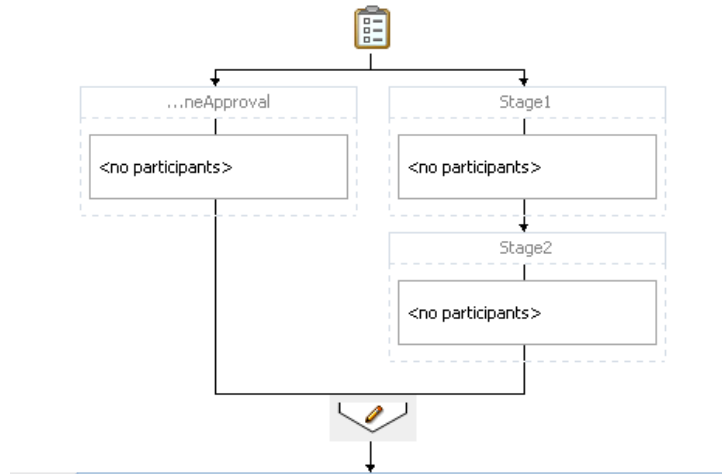 ...neApproval
Stage1
<no participants>
<no participants>
Stage2
<no participants>